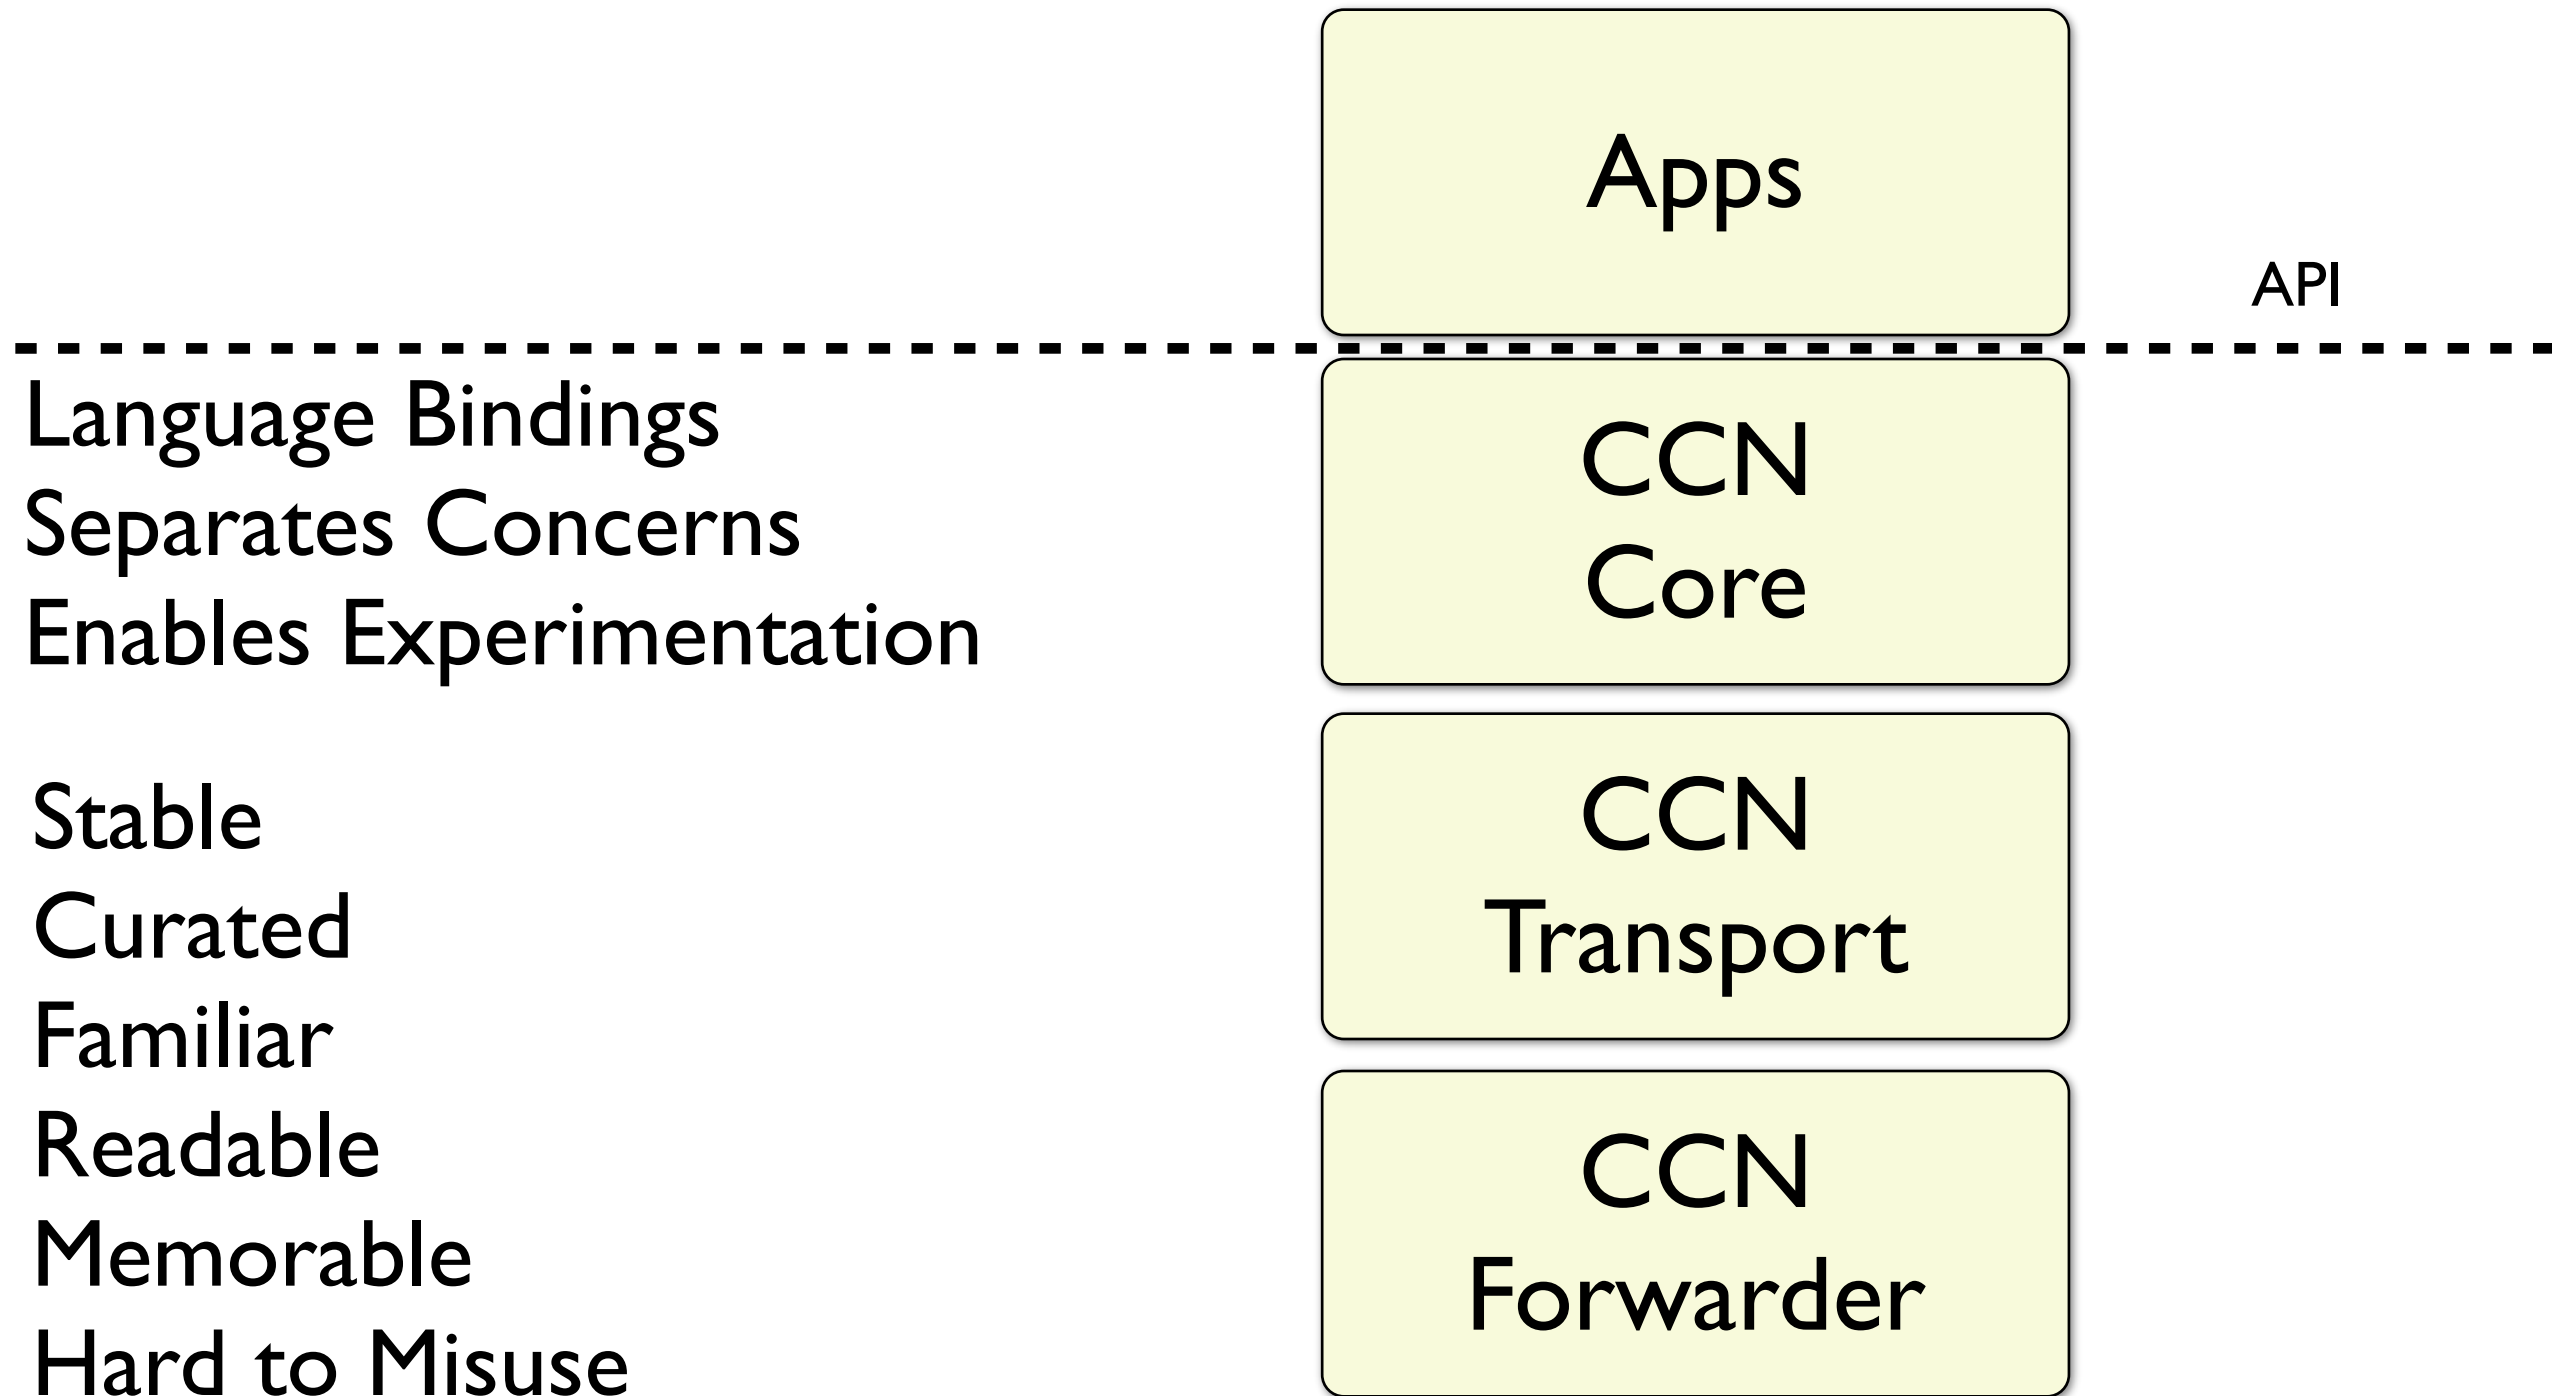 Apps
API
Language Bindings
Separates Concerns
Enables Experimentation
CCN
Core
Stable
Curated
Familiar
Readable
Memorable
Hard to Misuse
CCN
Transport
CCN
Forwarder